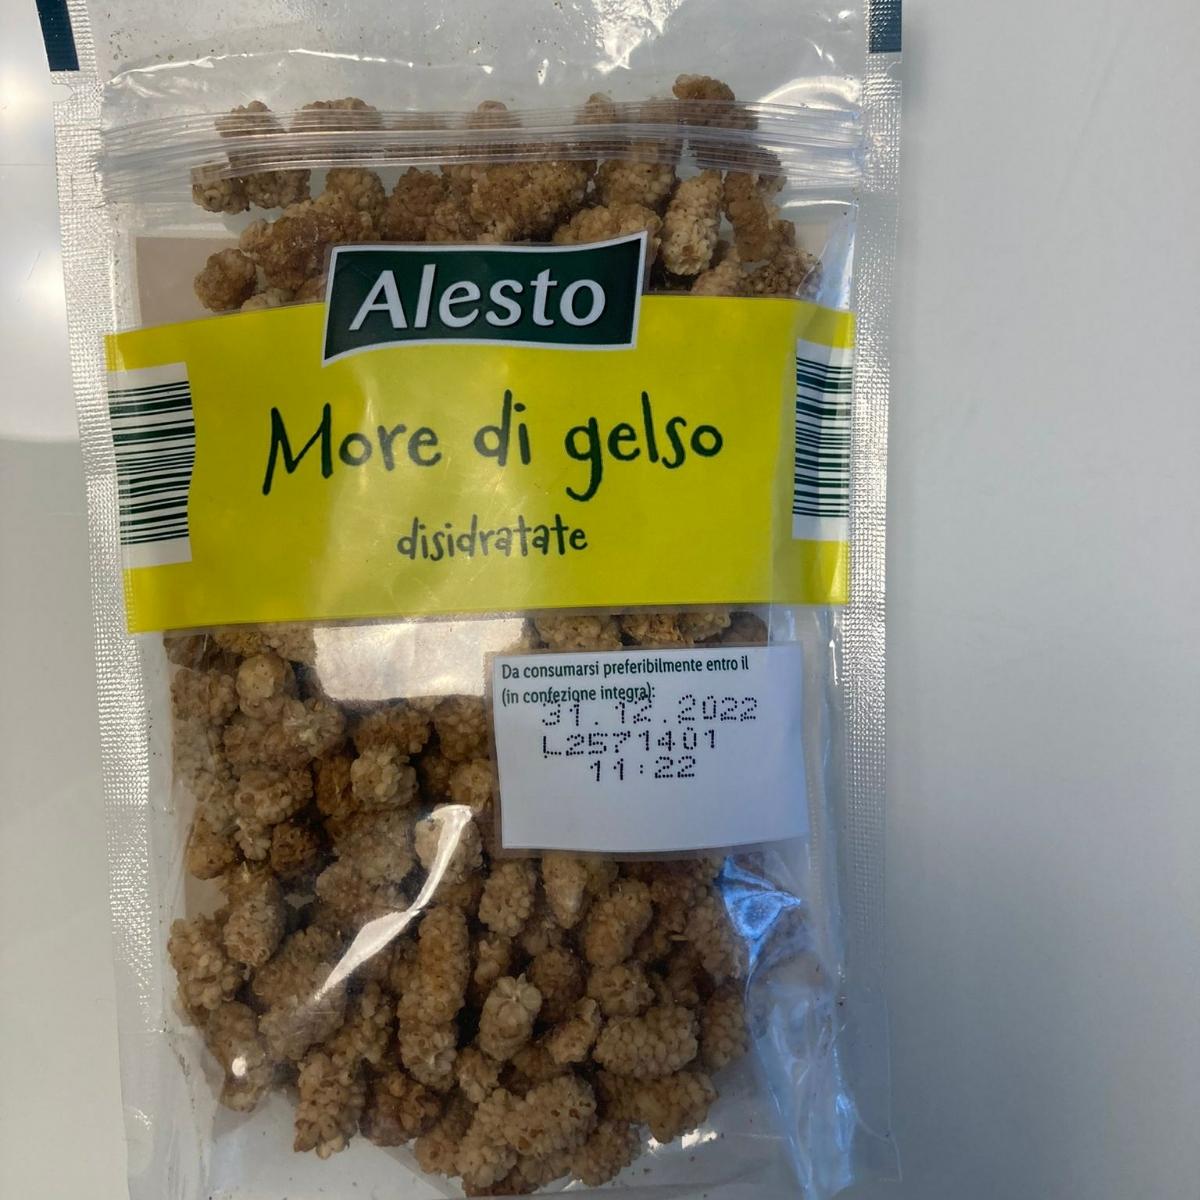 Alesto
More di gelso
disidratate
Da consumarsi preferibilmente entro il
(in confezione integra):
31.12.2022
L2571401
11:22